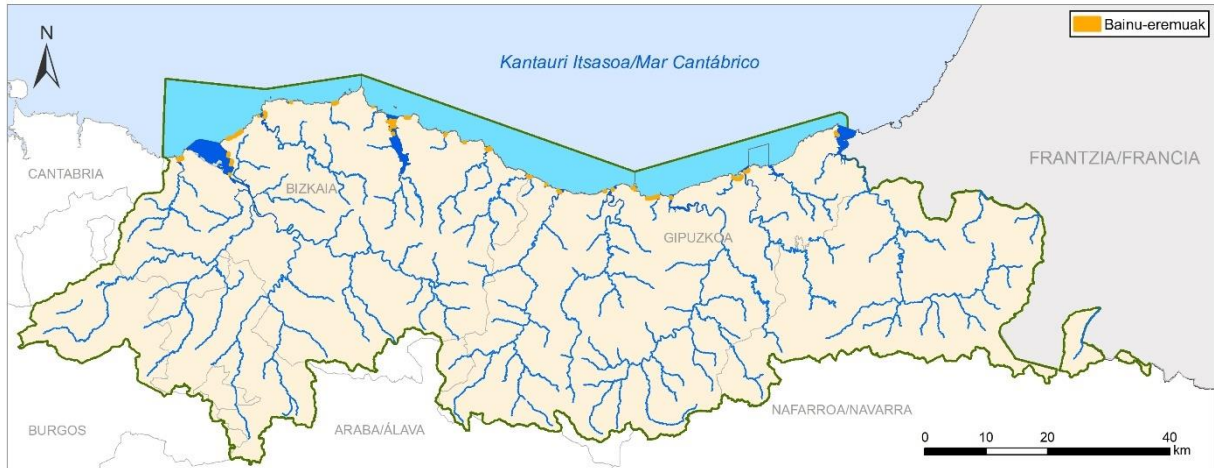 N
Bainu-eremuak
Kantauri Itsasoa/Mar Cantábrico
FRANTZIA/FRANCIA
CANTABRIA
BIZKAIA
GIPUZKOA
NAFARROA/NAVARRA
BURGOS
ARABA/ÁLAVA
0 10 20 40
km